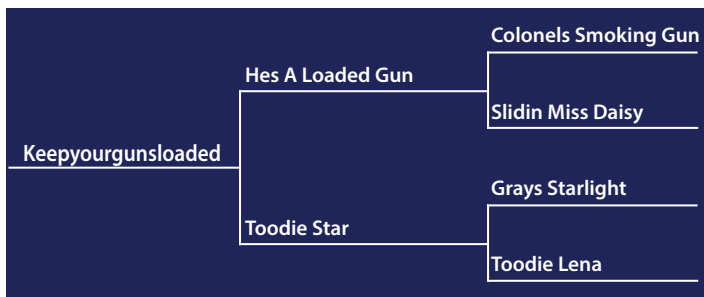 Colonels Smoking Gun
Hes A Loaded Gun
Slidin Miss Daisy
Keepyourgunsloaded
Grays Starlight
Toodie Star
Toodie Lena